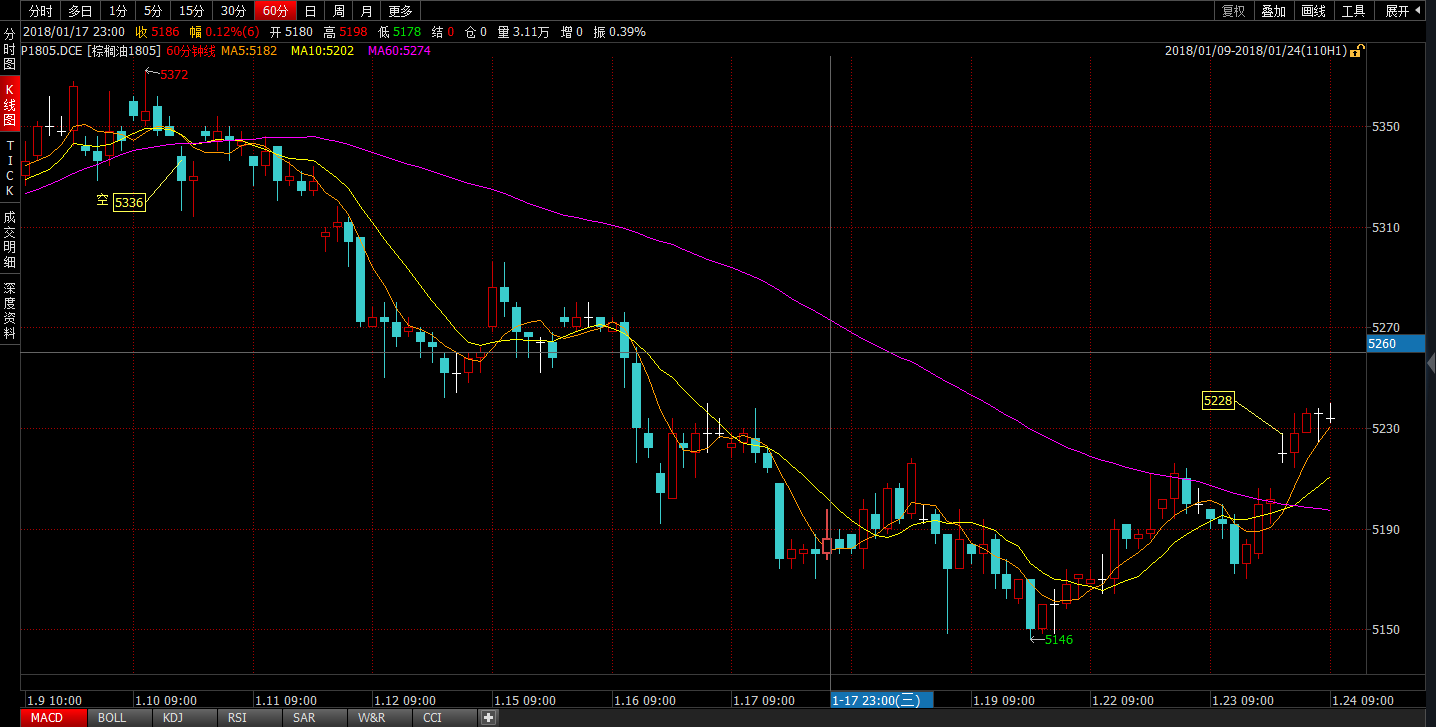 分时 多日 1分 5分 15分 30分 60分 日 周 月 更多 复权 叠加 画线 工具 展开
2018/01/17 23:00 收 5186 幅 0.12%(6) 开 5180 高 5198 低 5178 结 0 仓 0 量 3.11万 增 0 振 0.39%
P1805.DCE [棕榈油1805] 60分钟线 MA5:5182 MA10:5202 MA60:5274 2018/01/09-2018/01/24(110H1)
分时图
K线图
TICK
成交明细
深度资料
5372
5350
空 5336
5310
5270
5260
5228
5230
5190
5150
5146
1.9 10:00 1.10 09:00 1.11 09:00 1.12 09:00 1.15 09:00 1.16 09:00 1.17 09:00 1-17 23:00(三) 1.19 09:00 1.22 09:00 1.23 09:00 1.24 09:00
MACD BOLL KDJ RSI SAR W&R CCI